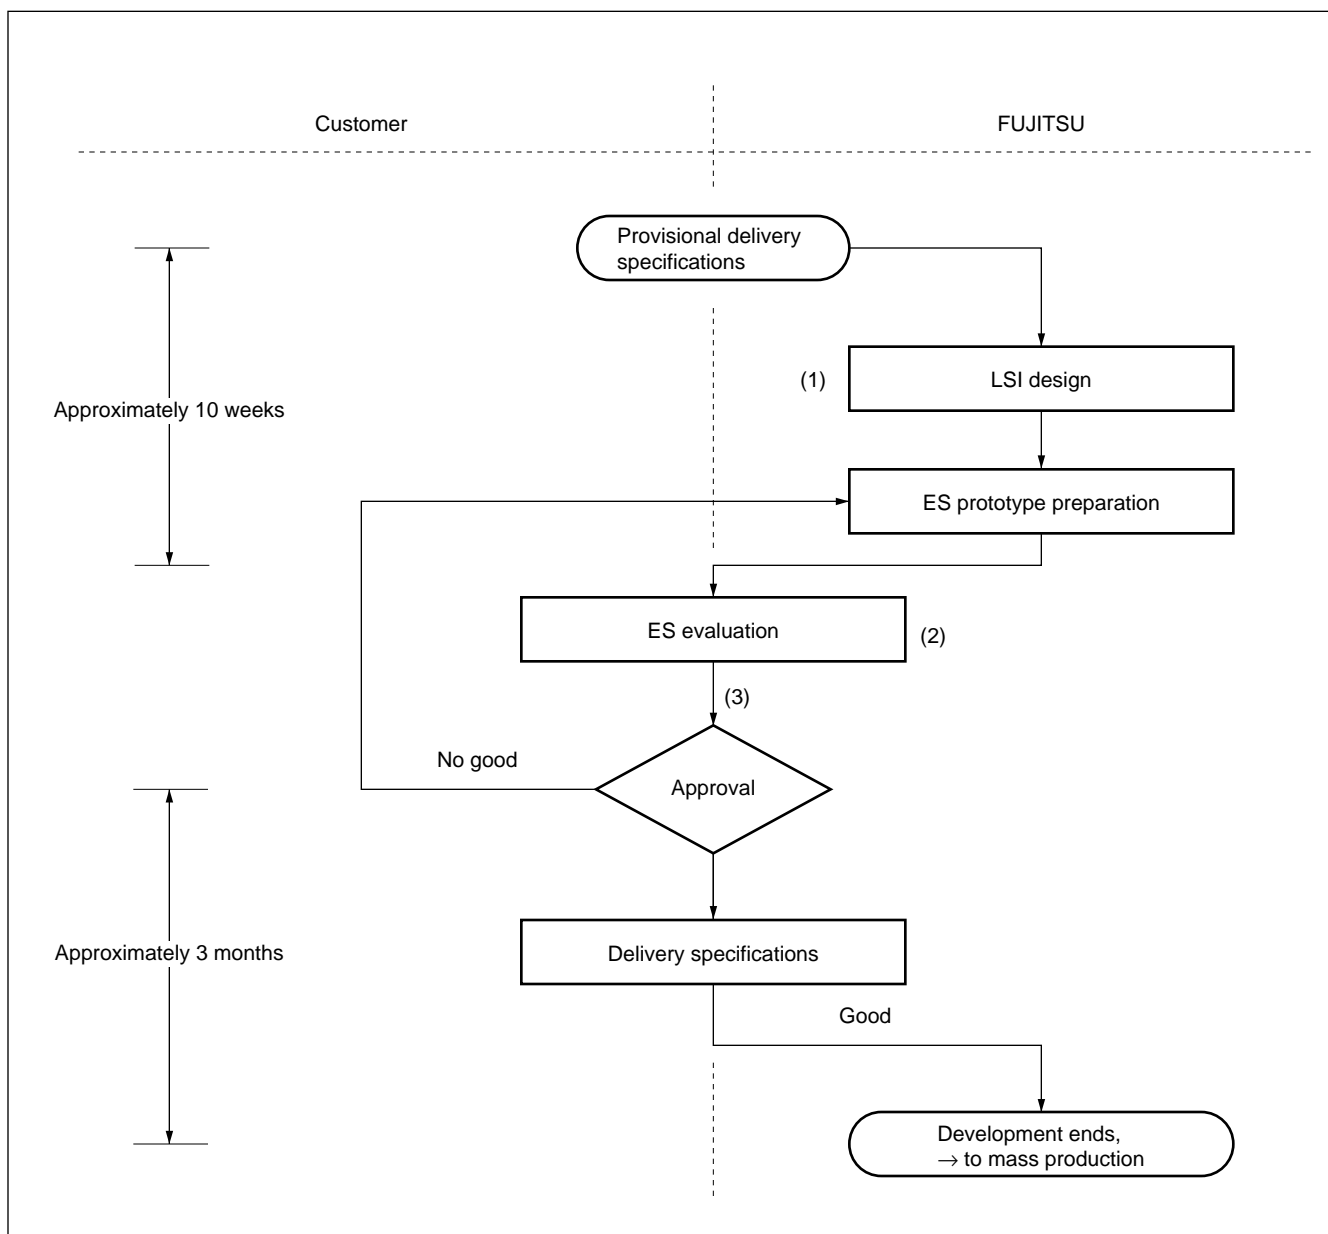 Customer
FUJITSU
Provisional delivery
specifications
(1)
LSI design
Approximately 10 weeks
ES prototype preparation
ES evaluation
(2)
(3)
No good
Approval
Approximately 3 months
Delivery specifications
Good
Development ends,
→ to mass production